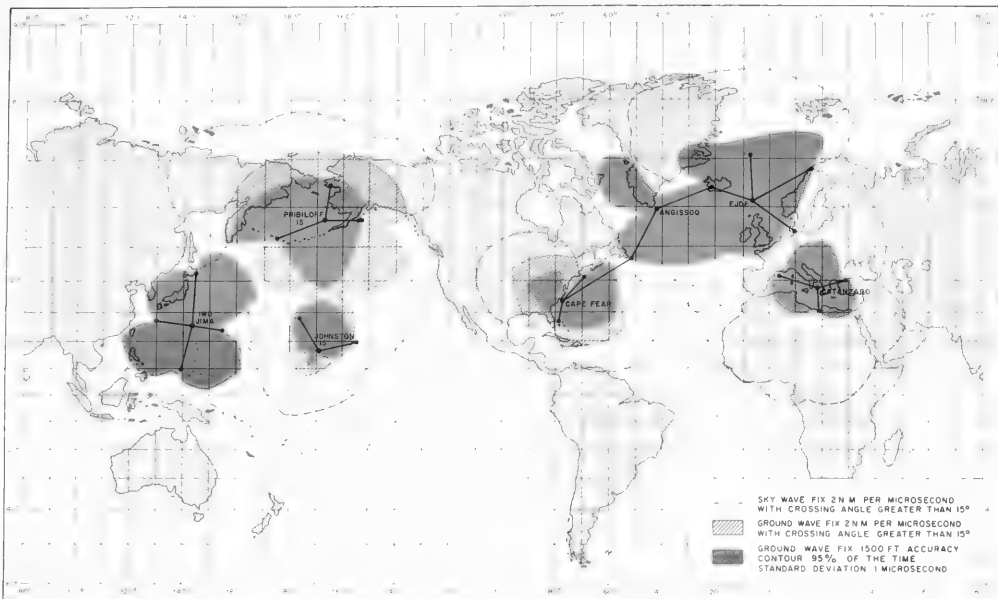 PRIBILOFF
IS
ANGISSOQ
EJDE
CAPE FEAR
CATANZARO
IWO
JIMA
JOHNSTON
IS
SKY WAVE FIX 2 N M PER MICROSECOND
WITH CROSSING ANGLE GREATER THAN 15°
GROUND WAVE FIX 2 N M PER MICROSECOND
WITH CROSSING ANGLE GREATER THAN 15°
GROUND WAVE FIX 1500 FT ACCURACY
CONTOUR 95% OF THE TIME
STANDARD DEVIATION 1 MICROSECOND